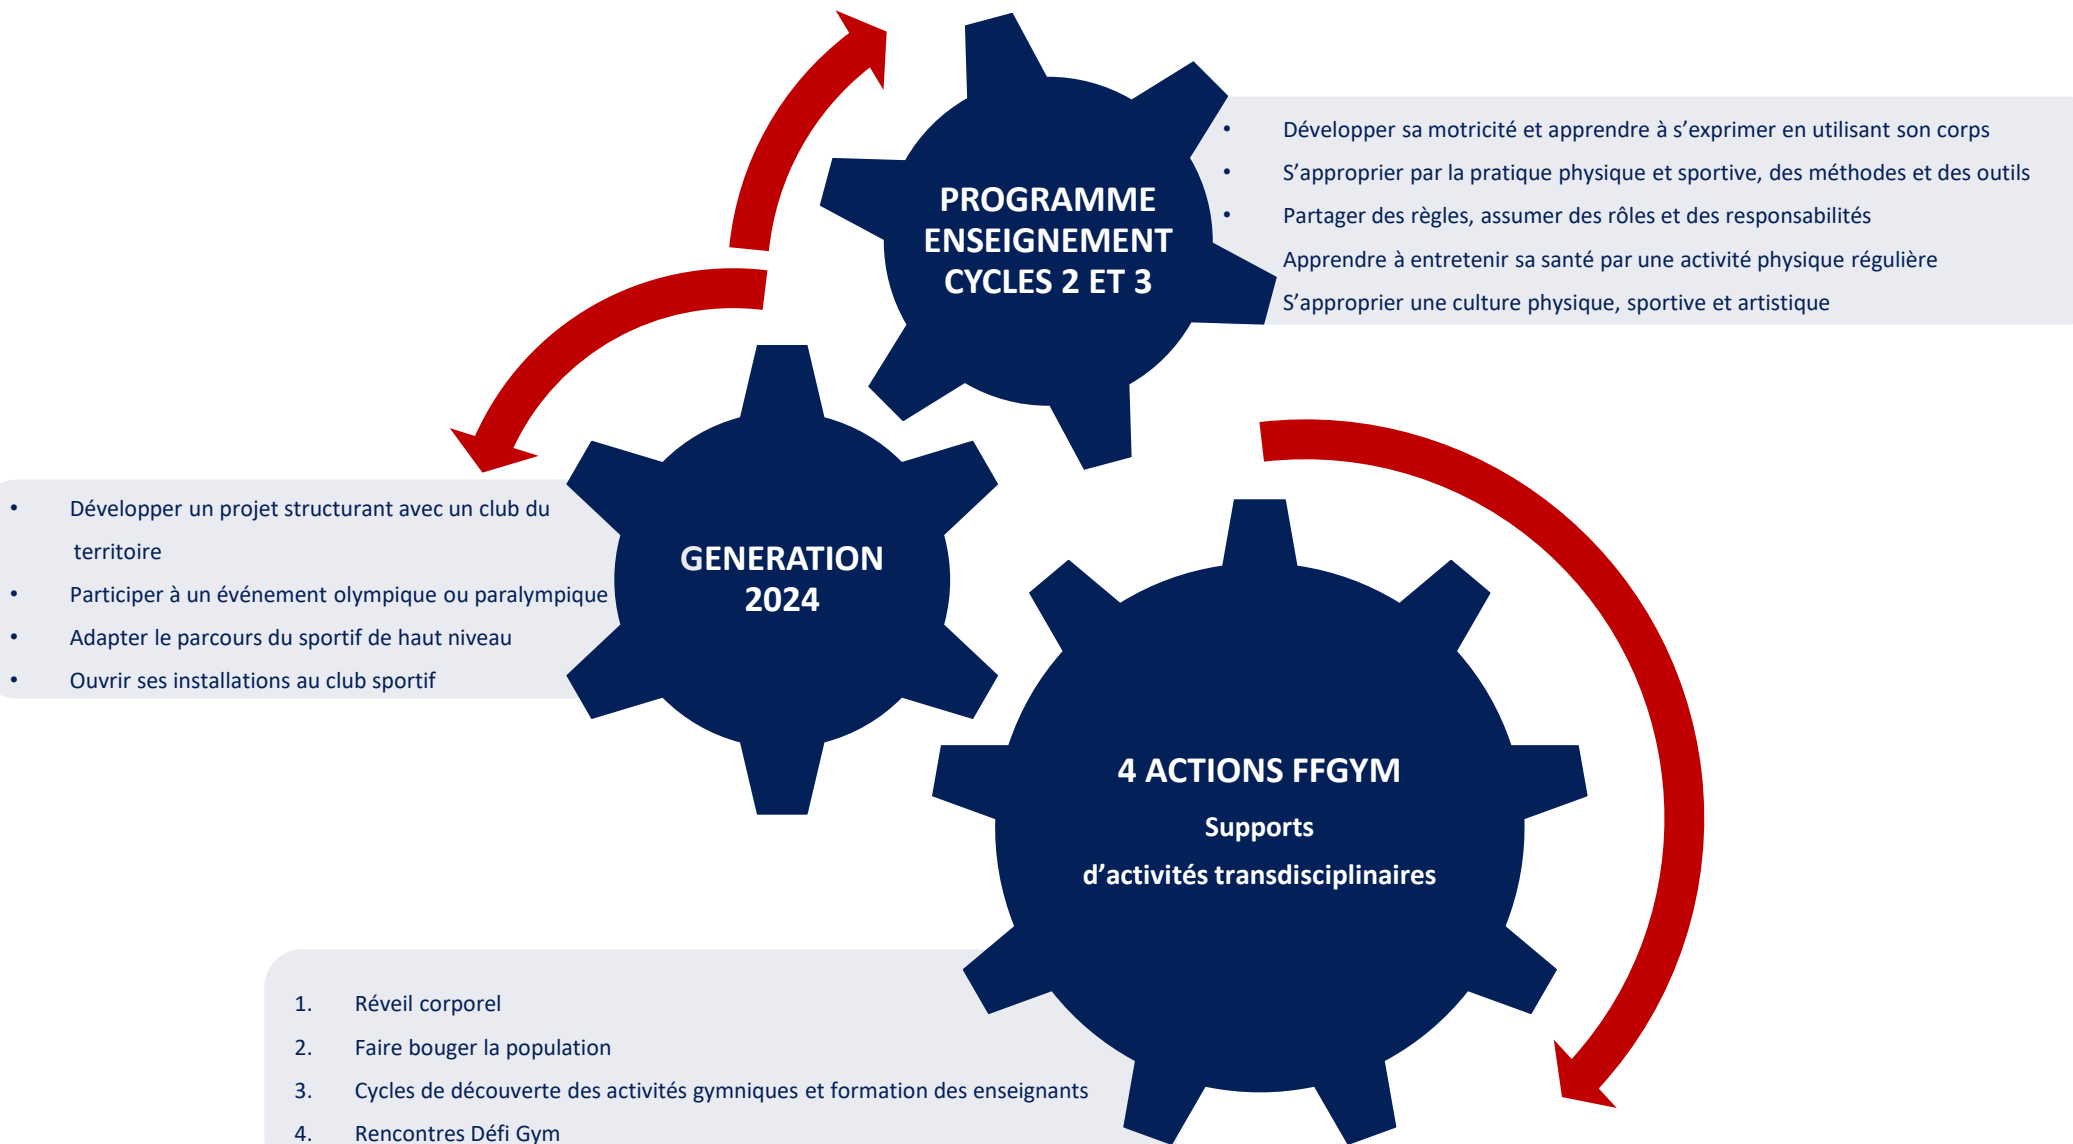 PROGRAMME
ENSEIGNEMENT
CYCLES 2 ET 3
• Développer sa motricité et apprendre à s’exprimer en utilisant son corps
• S’approprier par la pratique physique et sportive, des méthodes et des outils
• Partager des règles, assumer des rôles et des responsabilités
Apprendre à entretenir sa santé par une activité physique régulière
S’approprier une culture physique, sportive et artistique
GENERATION
2024
• Développer un projet structurant avec un club du
territoire
• Participer à un événement olympique ou paralympique
• Adapter le parcours du sportif de haut niveau
• Ouvrir ses installations au club sportif
4 ACTIONS FFGYM
Supports
d’activités transdisciplinaires
1. Réveil corporel
2. Faire bouger la population
3. Cycles de découverte des activités gymniques et formation des enseignants
4. Rencontres Défi Gym